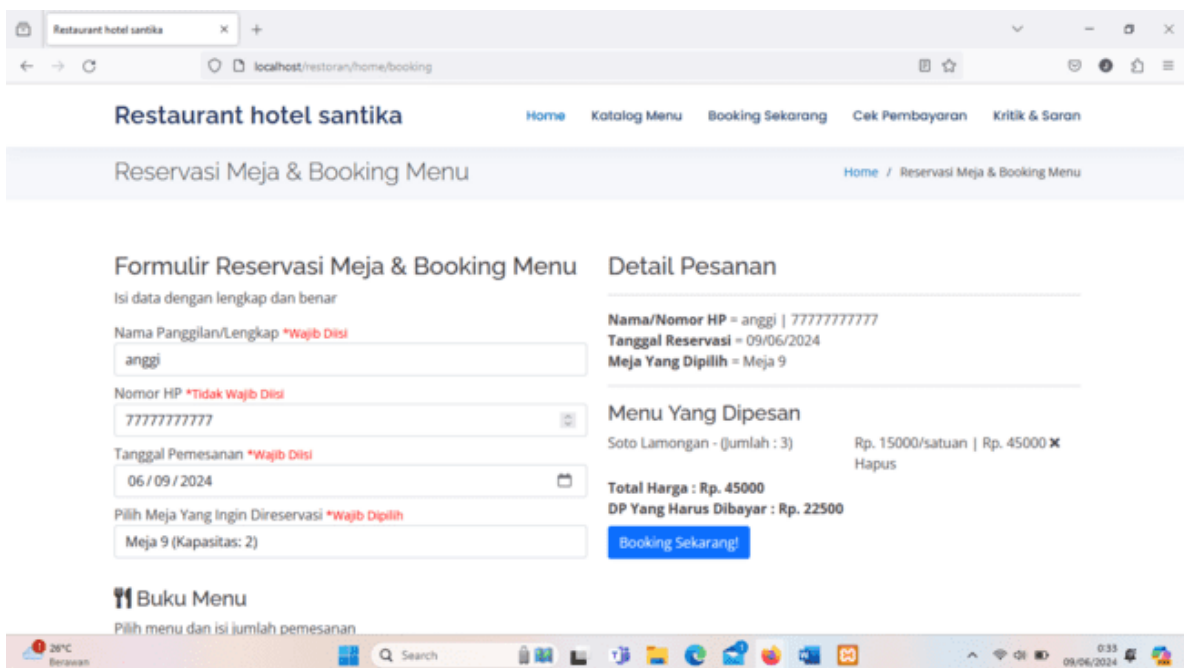 Restaurant hotel santika
localhost/restoran/home/booking
Restaurant hotel santika
Home Katalog Menu Booking Sekarang Cek Pembayaran Kritik & Saran
Reservasi Meja & Booking Menu
Home / Reservasi Meja & Booking Menu
Formulir Reservasi Meja & Booking Menu
Isi data dengan lengkap dan benar
Nama Panggilan/Lengkap *Wajib Diisi
anggi
Nomor HP *Tidak Wajib Diisi
77777777777
Tanggal Pemesanan *Wajib Diisi
06/09/2024
Pilih Meja Yang Ingin Direservasi *Wajib Dipilih
Meja 9 (Kapasitas: 2)
Buku Menu
Pilih menu dan isi jumlah pemesanan
Detail Pesanan
Nama/Nomor HP = anggi | 77777777777
Tanggal Reservasi = 09/06/2024
Meja Yang Dipilih = Meja 9
Menu Yang Dipesan
Soto Lamongan - (Jumlah : 3)
Rp. 15000/satuan | Rp. 45000 ✖
Hapus
Total Harga : Rp. 45000
DP Yang Harus Dibayar : Rp. 22500
Booking Sekarang!
26°C
Berawan
Search
0:33
09/06/2024